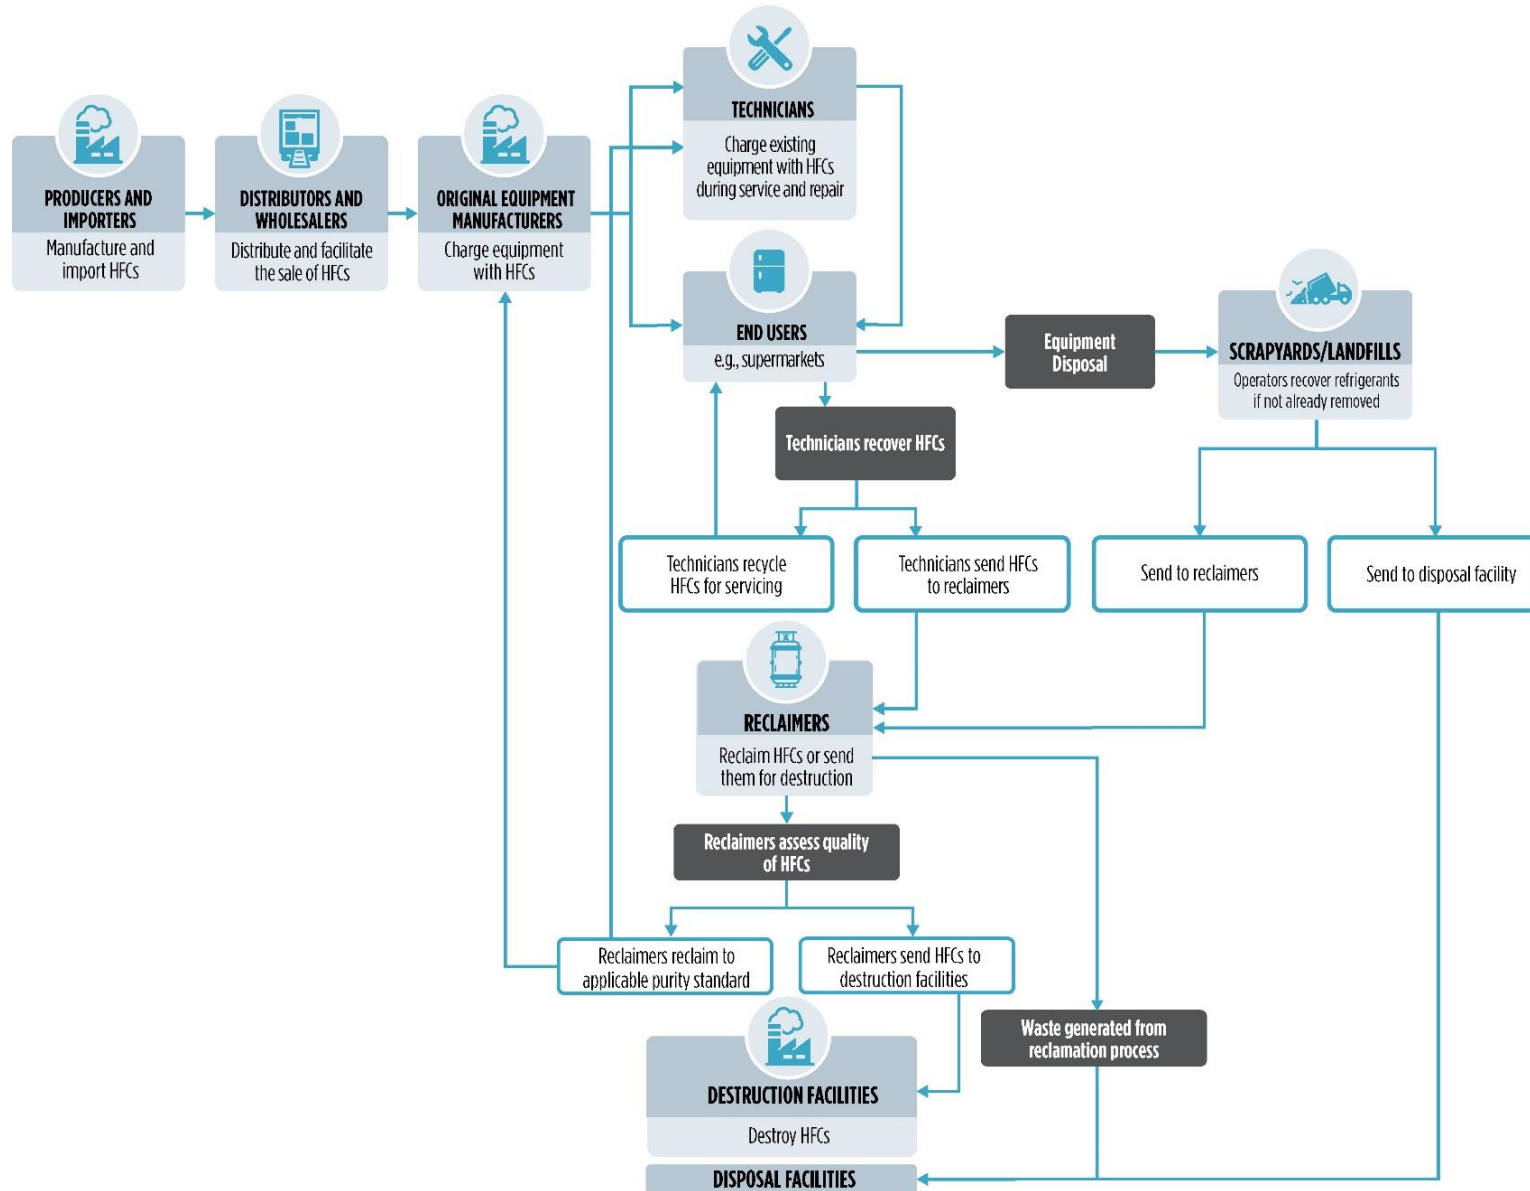 TECHNICIANS
Charge existing
equipment with HFCs
during service and repair
PRODUCERS AND
IMPORTERS
Manufacture and
import HFCs
DISTRIBUTORS AND
WHOLESALERS
Distribute and facilitate
the sale of HFCs
ORIGINAL EQUIPMENT
MANUFACTURERS
Charge equipment
with HFCs
END USERS
e.g., supermarkets
Equipment
Disposal
SCRAPYARDS/LANDFILLS
Operators recover refrigerants
if not already removed
Technicians recover HFCs
Technicians recycle
HFCs for servicing
Technicians send HFCs
to reclaimers
Send to reclaimers
Send to disposal facility
RECLAIMERS
Reclaim HFCs or send
them for destruction
Reclaimers assess quality
of HFCs
Reclaimers reclaim to
applicable purity standard
Reclaimers send HFCs to
destruction facilities
Waste generated from
reclamation process
DESTRUCTION FACILITIES
Destroy HFCs
DISPOSAL FACILITIES